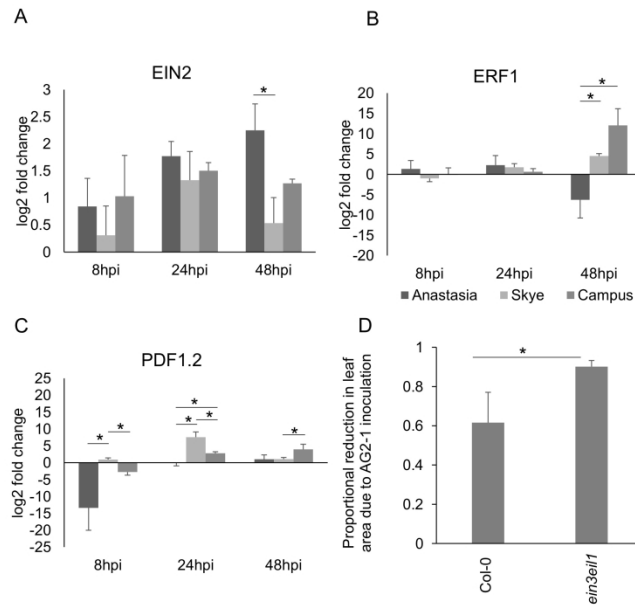 A
EIN2
log2 fold change
3
2.5
2
1.5
1
0.5
0
*
8hpi
24hpi
48hpi
B
ERF1
log2 fold change
20
15
10
5
0
-5
-10
-15
-20
*
*
8hpi
24hpi
48hpi
Anastasia Skye Campus
C
PDF1.2
log2 fold change
25
20
15
10
5
0
-5
-10
-15
-20
-25
*
*
*
*
*
*
8hpi
24hpi
48hpi
D
Proportional reduction in leaf
area due to AG2-1 inoculation
1
0.8
0.6
0.4
0.2
0
*
Col-0
ein3eil1